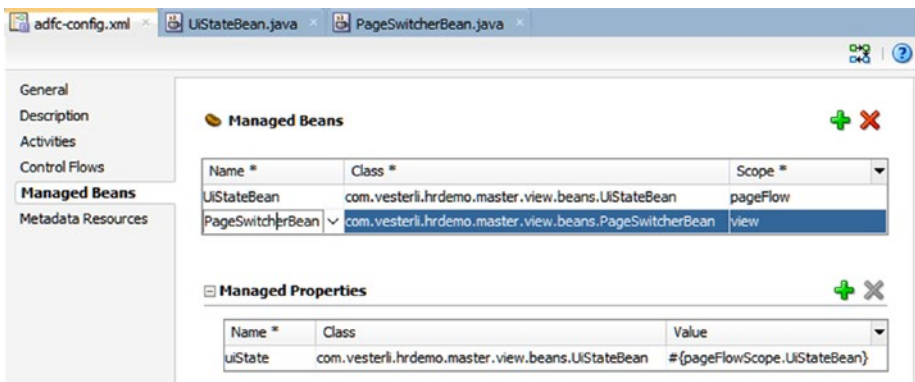 adfc-config.xml UiStateBean.java PageSwitcherBean.java
General
Description
Activities
Control Flows
Managed Beans
Metadata Resources
Managed Beans
Name * Class * Scope *
UiStateBean com.vesterli.hrdemo.master.view.beans.UiStateBean pageFlow
PageSwitcherBean com.vesterli.hrdemo.master.view.beans.PageSwitcherBean view
Managed Properties
Name * Class Value
uiState com.vesterli.hrdemo.master.view.beans.UiStateBean #{pageFlowScope.UiStateBean}